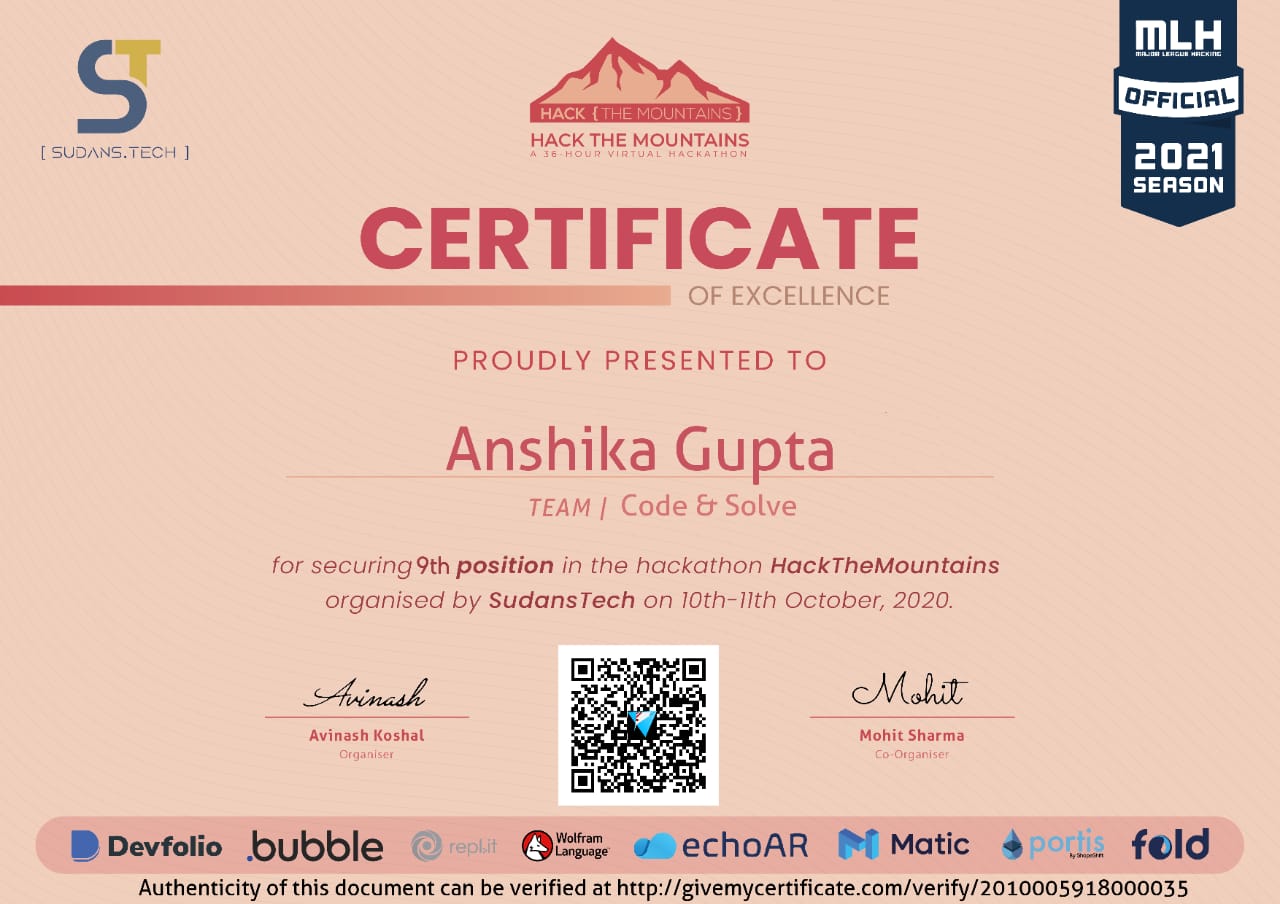 ST
[ SUDANS.TECH ]
HACK {THE MOUNTAINS}
HACK THE MOUNTAINS
A 36-HOUR VIRTUAL HACKATHON
MLH
MAJOR LEAGUE HACKING
OFFICIAL
2021
SEASON
CERTIFICATE
OF EXCELLENCE
PROUDLY PRESENTED TO
Anshika Gupta
TEAM | Code & Solve
for securing 9th position in the hackathon HackTheMountains
organised by SudansTech on 10th-11th October, 2020.
Avinash
Avinash Koshal
Organiser
Mohit
Mohit Sharma
Co-Organiser
Devfolio .bubble repl.it Wolfram Language echoAR Matic portis By ShapeShift fold
Authenticity of this document can be verified at http://givemycertificate.com/verify/2010005918000035